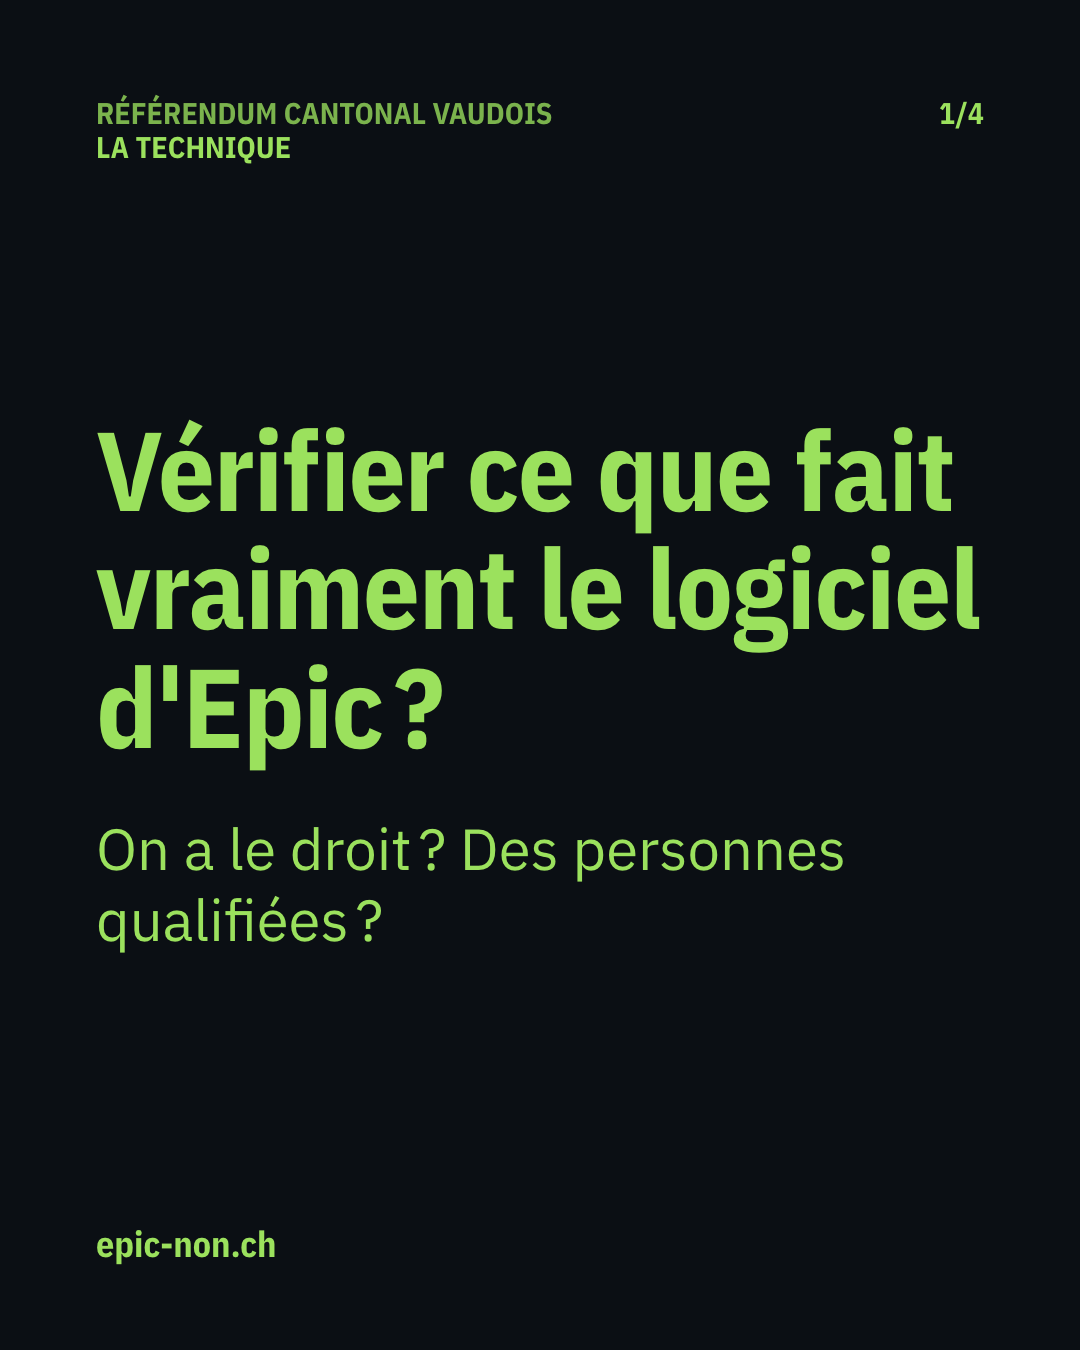 RÉFÉRENDUM CANTONAL VAUDOIS
1/4
LA TECHNIQUE
Vérifier ce que fait
vraiment le logiciel
d'Epic ?
On a le droit ? Des personnes
qualifiées ?
epic-non.ch